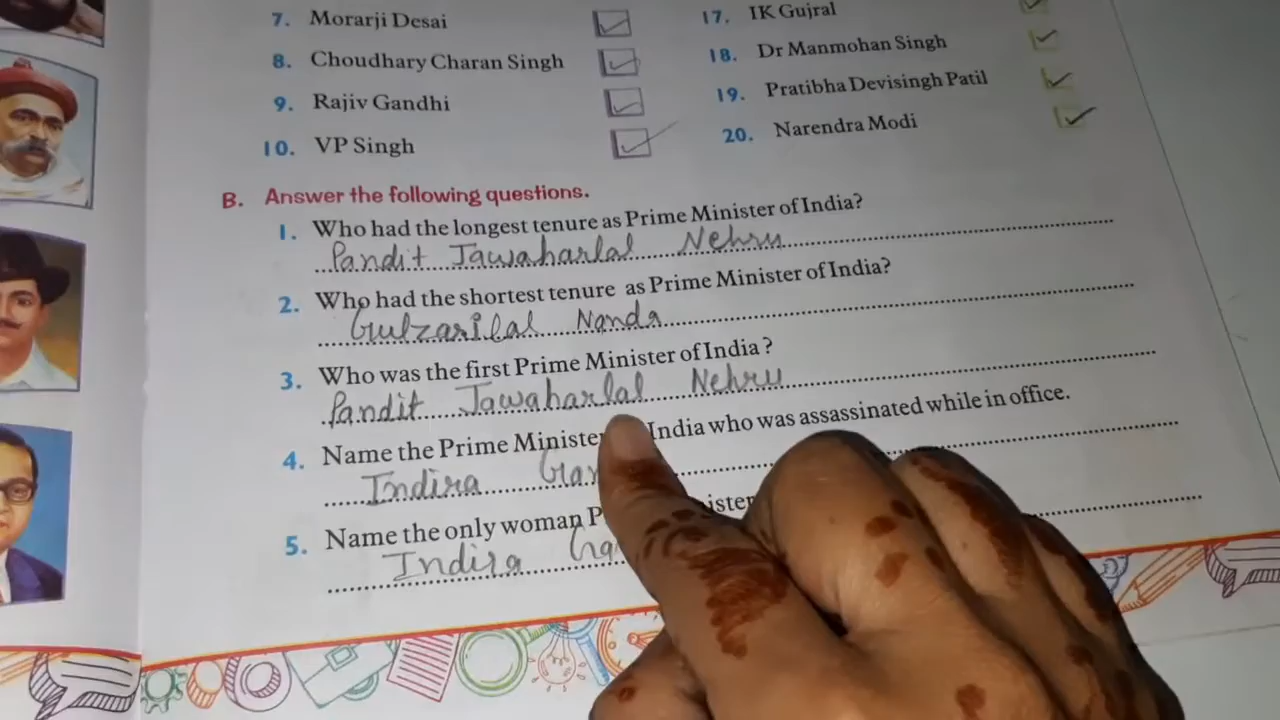 7. Morarji Desai
8. Choudhary Charan Singh
9. Rajiv Gandhi
10. VP Singh
17. IK Gujral
18. Dr Manmohan Singh
19. Pratibha Devisingh Patil
20. Narendra Modi
B. Answer the following questions.
1. Who had the longest tenure as Prime Minister of India?
Pandit Jawaharlal Nehru
2. Who had the shortest tenure as Prime Minister of India?
Gulzarilal Nanda
3. Who was the first Prime Minister of India?
Pandit Jawaharlal Nehru
4. Name the Prime Ministe India who was assassinated while in office.
Indira Gan
5. Name the only woman P ister
Indira Ga